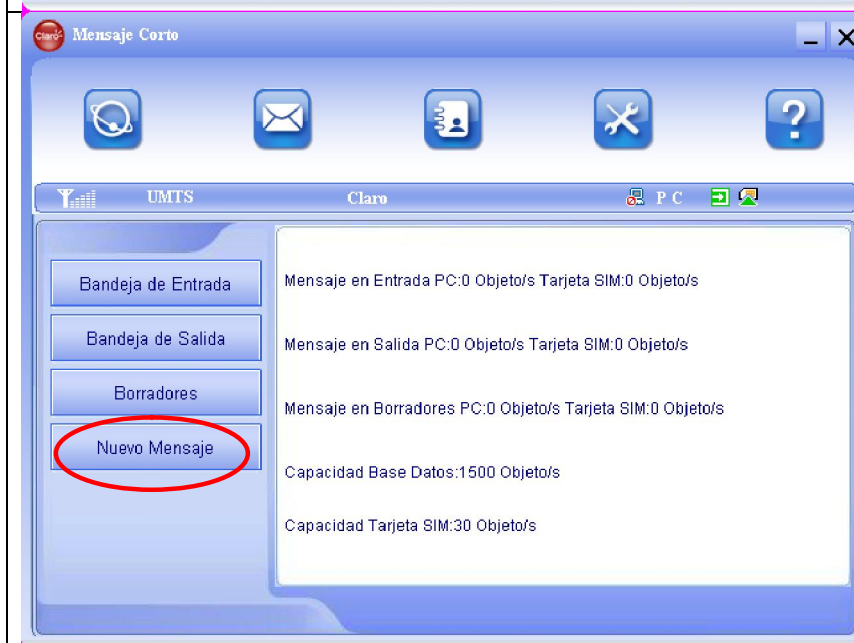 Claro Mensaje Corto
UMTS Claro PC
Bandeja de Entrada
Bandeja de Salida
Borradores
Nuevo Mensaje
Mensaje en Entrada PC:0 Objeto/s Tarjeta SIM:0 Objeto/s
Mensaje en Salida PC:0 Objeto/s Tarjeta SIM:0 Objeto/s
Mensaje en Borradores PC:0 Objeto/s Tarjeta SIM:0 Objeto/s
Capacidad Base Datos:1500 Objeto/s
Capacidad Tarjeta SIM:30 Objeto/s